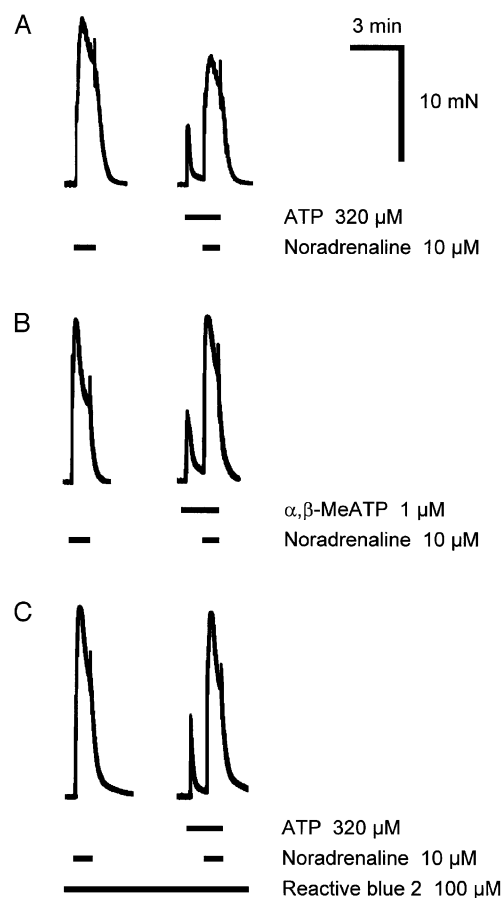 A
3 min
10 mN
ATP 320 µM
Noradrenaline 10 µM
B
α,β-MeATP 1 µM
Noradrenaline 10 µM
C
ATP 320 µM
Noradrenaline 10 µM
Reactive blue 2 100 µM